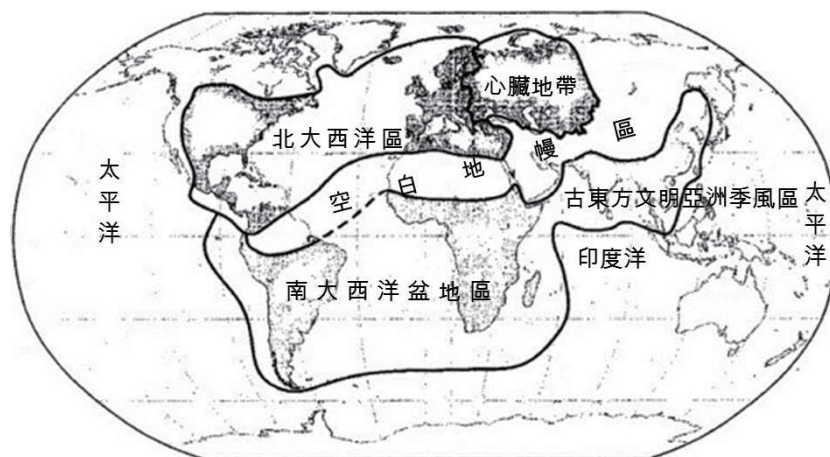 心臟地帶
北大西洋區
空白地幔區
太平洋
古東方文明亞洲季風區
太平洋
印度洋
南大西洋盆地區